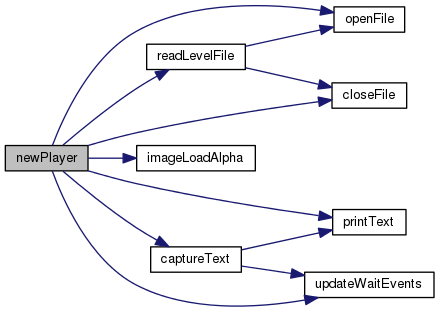 openFile
readLevelFile
closeFile
newPlayer
imageLoadAlpha
printText
captureText
updateWaitEvents